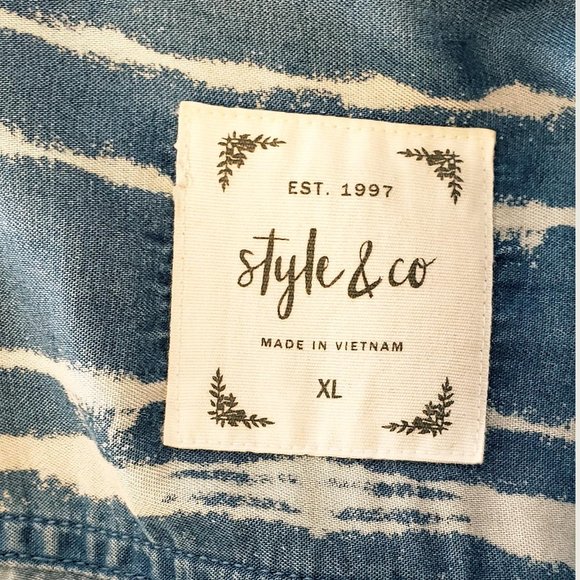 EST. 1997
style & co
MADE IN VIETNAM
XL